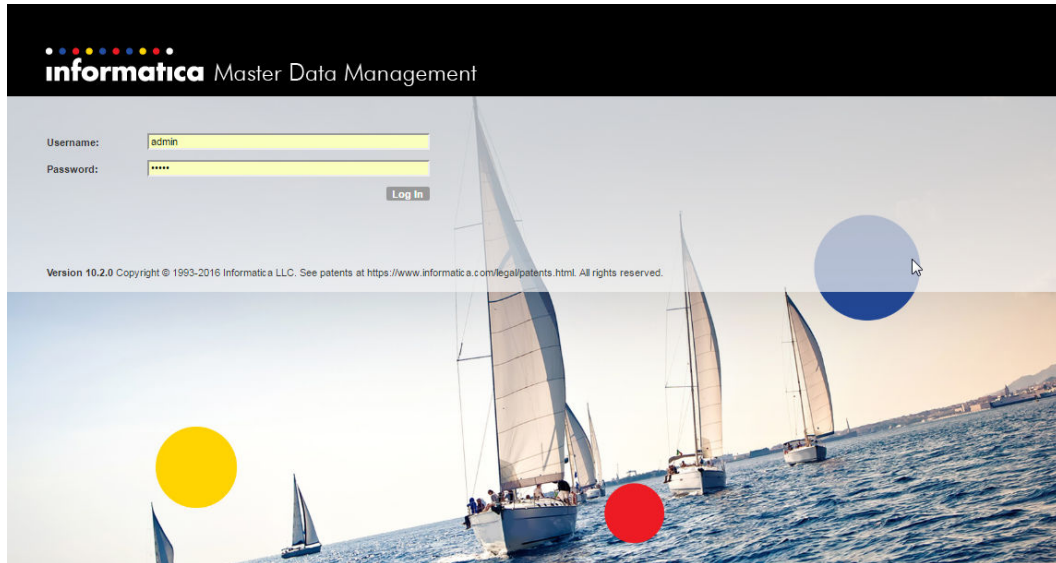 informatica Master Data Management
Username: admin
Password: •••••
Log In
Version 10.2.0 Copyright © 1993-2016 Informatica LLC. See patents at https://www.informatica.com/legal/patents.html. All rights reserved.